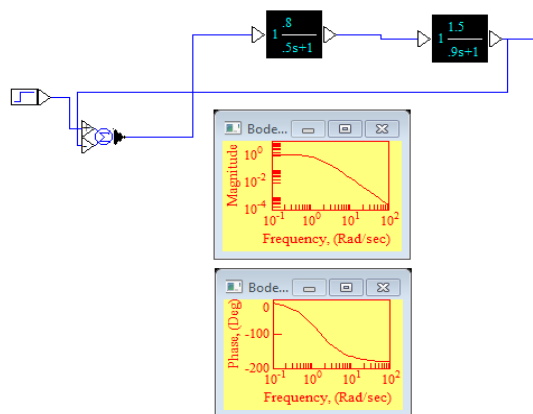 .8
1 .5s+1
1.5
1 .9s+1
+
-
Σ
Bode...
Magnitude
10^0
10^-2
10^-4
10^-1 10^0 10^1 10^2
Frequency, (Rad/sec)
Bode...
Phase, (Deg)
0
-100
-200
10^-1 10^0 10^1 10^2
Frequency, (Rad/sec)